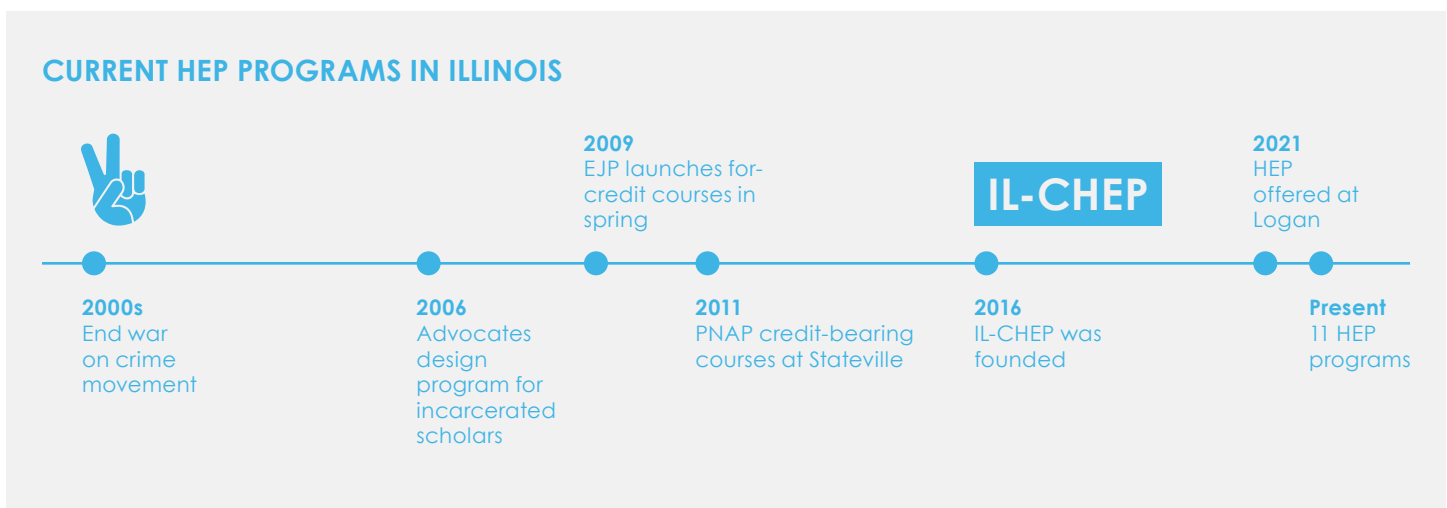 CURRENT HEP PROGRAMS IN ILLINOIS
2000s
End war
on crime
movement
2006
Advocates
design
program for
incarcerated
scholars
2009
EJP launches for-
credit courses in
spring
2011
PNAP credit-bearing
courses at Stateville
IL-CHEP
2016
IL-CHEP was
founded
2021
HEP
offered at
Logan
Present
11 HEP
programs